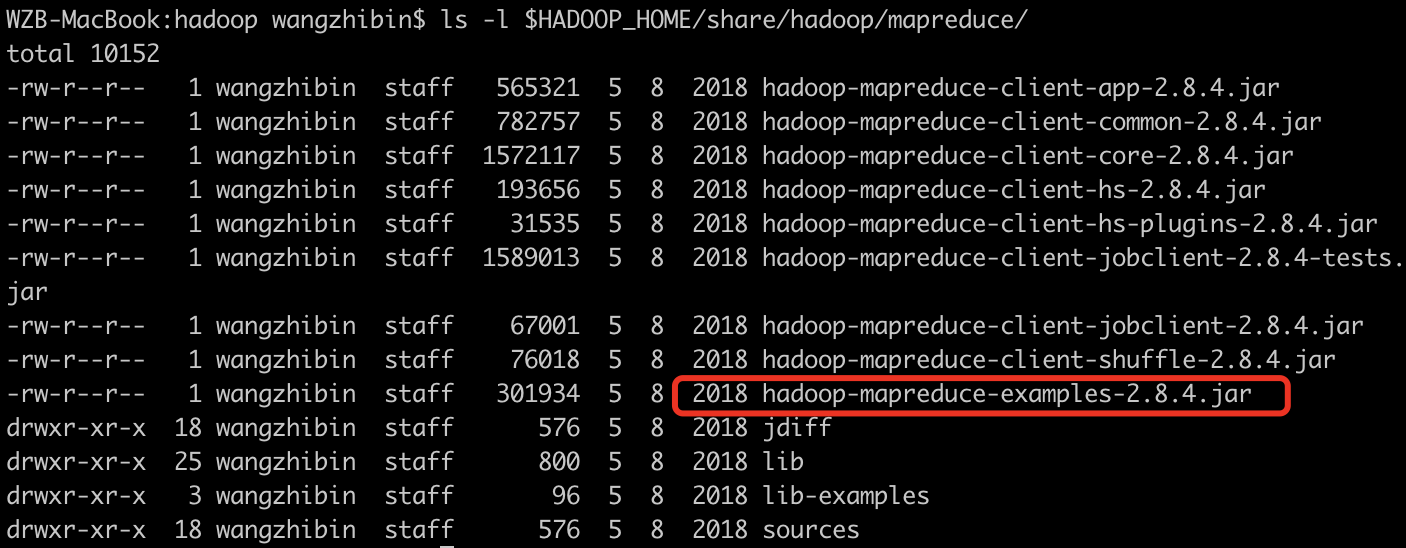 WZB-MacBook:hadoop wangzhibin$ ls -l $HADOOP_HOME/share/hadoop/mapreduce/
total 10152
-rw-r--r--   1 wangzhibin  staff   565321  5  8  2018 hadoop-mapreduce-client-app-2.8.4.jar
-rw-r--r--   1 wangzhibin  staff   782757  5  8  2018 hadoop-mapreduce-client-common-2.8.4.jar
-rw-r--r--   1 wangzhibin  staff  1572117  5  8  2018 hadoop-mapreduce-client-core-2.8.4.jar
-rw-r--r--   1 wangzhibin  staff   193656  5  8  2018 hadoop-mapreduce-client-hs-2.8.4.jar
-rw-r--r--   1 wangzhibin  staff    31535  5  8  2018 hadoop-mapreduce-client-hs-plugins-2.8.4.jar
-rw-r--r--   1 wangzhibin  staff  1589013  5  8  2018 hadoop-mapreduce-client-jobclient-2.8.4-tests.
jar
-rw-r--r--   1 wangzhibin  staff    67001  5  8  2018 hadoop-mapreduce-client-jobclient-2.8.4.jar
-rw-r--r--   1 wangzhibin  staff    76018  5  8  2018 hadoop-mapreduce-client-shuffle-2.8.4.jar
-rw-r--r--   1 wangzhibin  staff   301934  5  8  2018 hadoop-mapreduce-examples-2.8.4.jar
drwxr-xr-x  18 wangzhibin  staff      576  5  8  2018 jdiff
drwxr-xr-x  25 wangzhibin  staff      800  5  8  2018 lib
drwxr-xr-x   3 wangzhibin  staff       96  5  8  2018 lib-examples
drwxr-xr-x  18 wangzhibin  staff      576  5  8  2018 sources